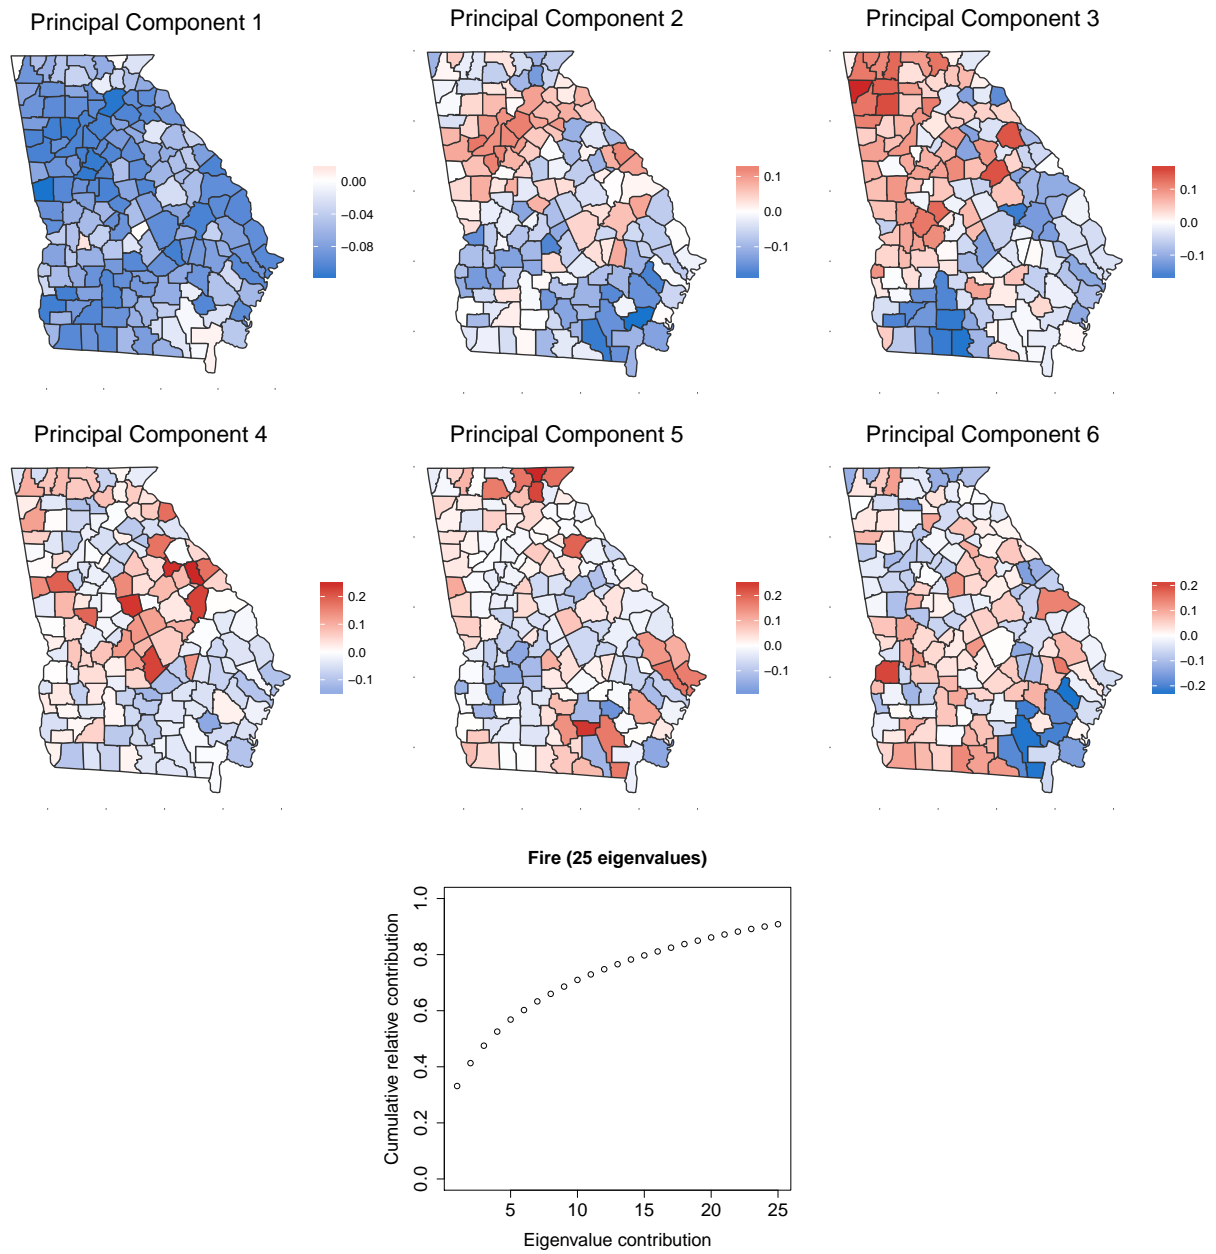 Principal Component 1
Principal Component 2
Principal Component 3
0.00
−0.04
−0.08
0.1
0.0
−0.1
0.1
0.0
−0.1
Principal Component 4
Principal Component 5
Principal Component 6
0.2
0.1
0.0
−0.1
0.2
0.1
0.0
−0.1
0.2
0.1
0.0
−0.1
−0.2
Fire (25 eigenvalues)
Cumulative relative contribution
1.0
0.8
0.6
0.4
0.2
0.0
5 10 15 20 25
Eigenvalue contribution